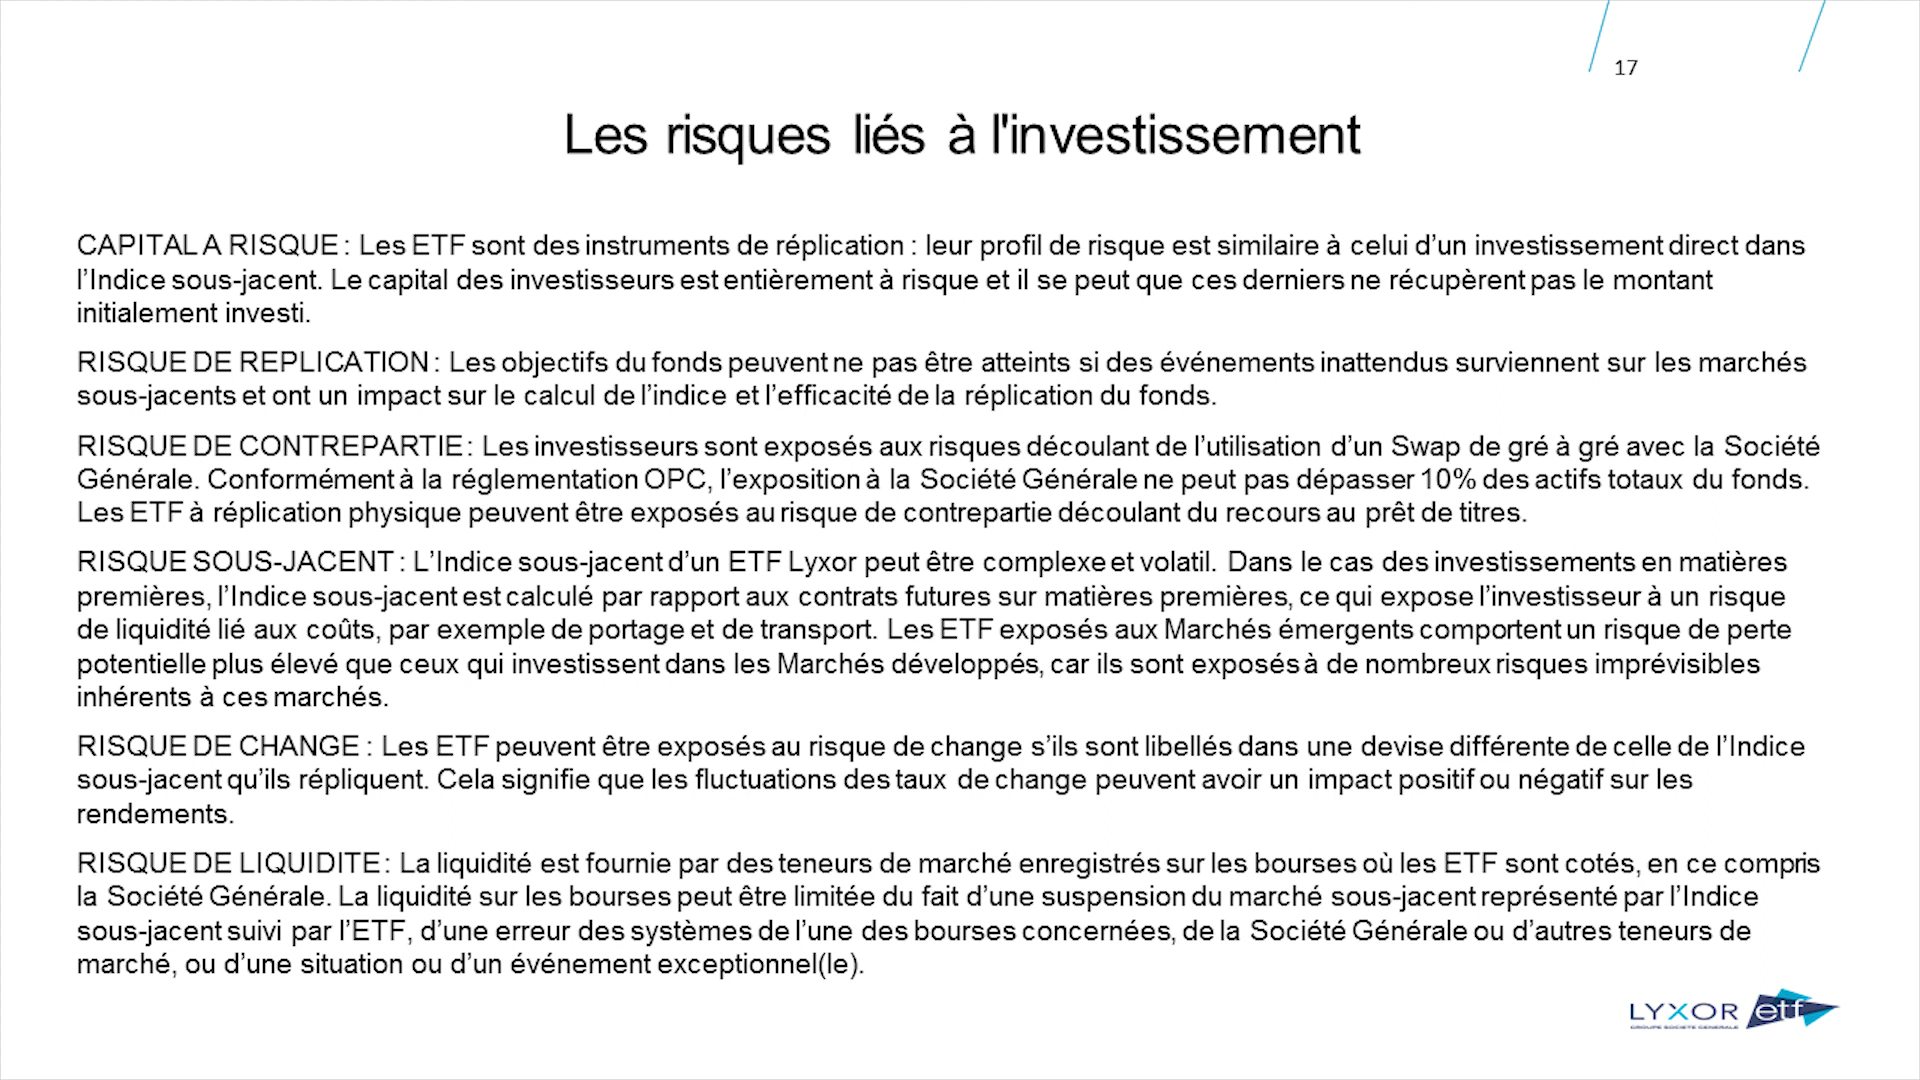 17
Les risques liés à l'investissement
CAPITAL A RISQUE : Les ETF sont des instruments de réplication : leur profil de risque est similaire à celui d’un investissement direct dans
l’Indice sous-jacent. Le capital des investisseurs est entièrement à risque et il se peut que ces derniers ne récupèrent pas le montant
initialement investi.
RISQUE DE REPLICATION : Les objectifs du fonds peuvent ne pas être atteints si des événements inattendus surviennent sur les marchés
sous-jacents et ont un impact sur le calcul de l’indice et l’efficacité de la réplication du fonds.
RISQUE DE CONTREPARTIE : Les investisseurs sont exposés aux risques découlant de l’utilisation d’un Swap de gré à gré avec la Société
Générale. Conformément à la réglementation OPC, l’exposition à la Société Générale ne peut pas dépasser 10% des actifs totaux du fonds.
Les ETF à réplication physique peuvent être exposés au risque de contrepartie découlant du recours au prêt de titres.
RISQUE SOUS-JACENT : L’Indice sous-jacent d’un ETF Lyxor peut être complexe et volatil. Dans le cas des investissements en matières
premières, l’Indice sous-jacent est calculé par rapport aux contrats futures sur matières premières, ce qui expose l’investisseur à un risque
de liquidité lié aux coûts, par exemple de portage et de transport. Les ETF exposés aux Marchés émergents comportent un risque de perte
potentielle plus élevé que ceux qui investissent dans les Marchés développés, car ils sont exposés à de nombreux risques imprévisibles
inhérents à ces marchés.
RISQUE DE CHANGE : Les ETF peuvent être exposés au risque de change s’ils sont libellés dans une devise différente de celle de l’Indice
sous-jacent qu’ils répliquent. Cela signifie que les fluctuations des taux de change peuvent avoir un impact positif ou négatif sur les
rendements.
RISQUE DE LIQUIDITE : La liquidité est fournie par des teneurs de marché enregistrés sur les bourses où les ETF sont cotés, en ce compris
la Société Générale. La liquidité sur les bourses peut être limitée du fait d’une suspension du marché sous-jacent représenté par l’Indice
sous-jacent suivi par l’ETF, d’une erreur des systèmes de l’une des bourses concernées, de la Société Générale ou d’autres teneurs de
marché, ou d’une situation ou d’un événement exceptionnel(le).
LYXOR etf
GROUPE SOCIETE GENERALE